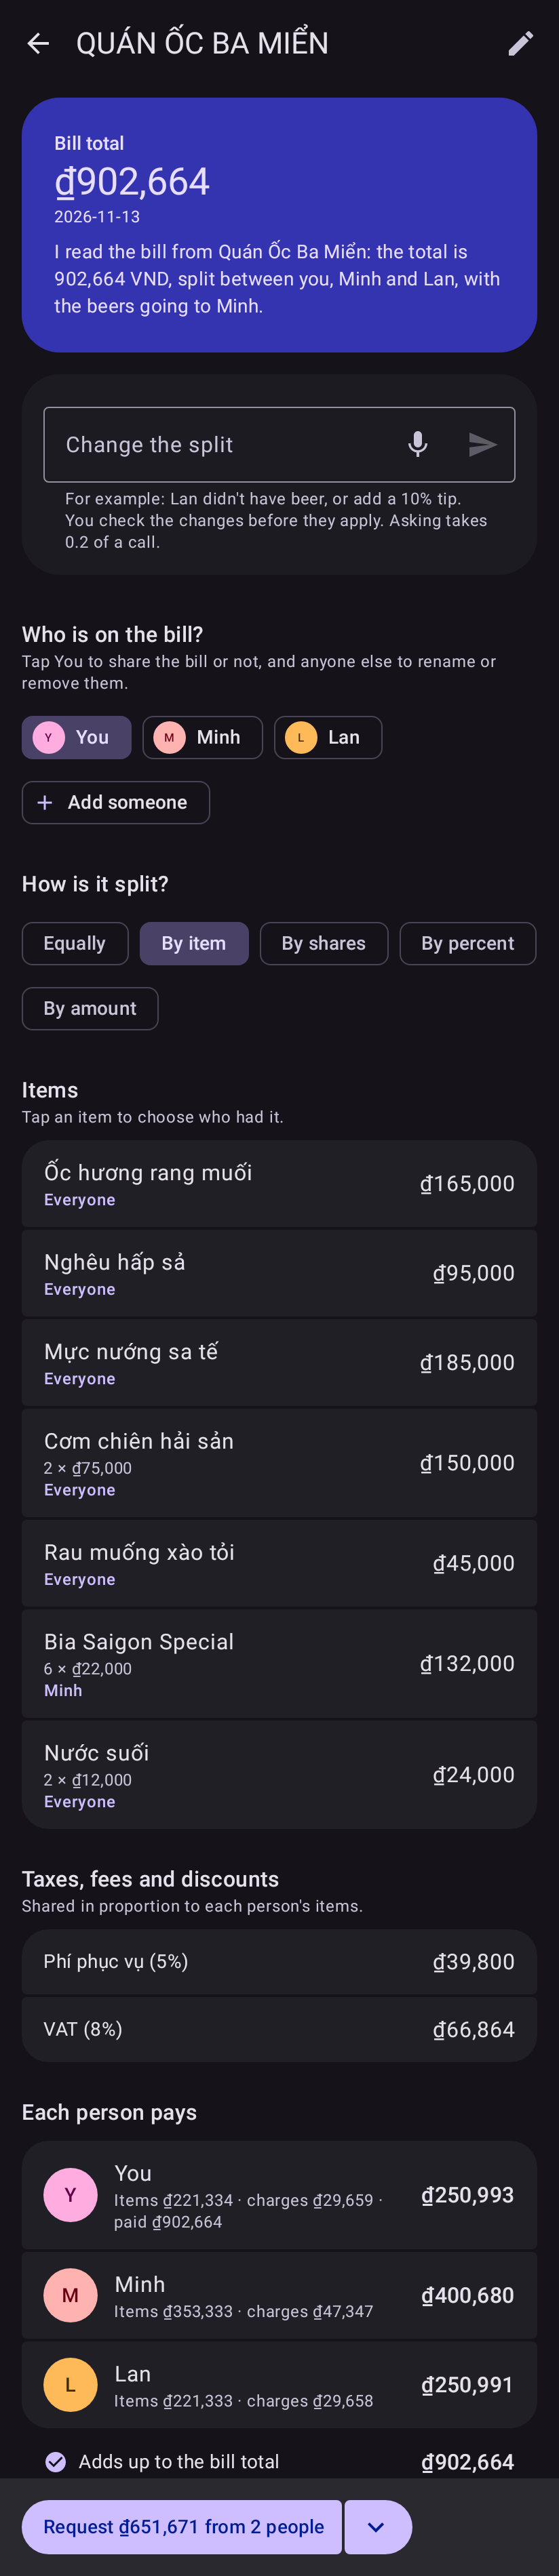 QUÁN ỐC BA MIỂN
Bill total
₫902,664
2026-11-13
I read the bill from Quán Ốc Ba Miển: the total is
902,664 VND, split between you, Minh and Lan, with
the beers going to Minh.
Change the split
For example: Lan didn't have beer, or add a 10% tip.
You check the changes before they apply. Asking takes
0.2 of a call.
Who is on the bill?
Tap You to share the bill or not, and anyone else to rename or
remove them.
Y You M Minh L Lan
Add someone
How is it split?
Equally By item By shares By percent
By amount
Items
Tap an item to choose who had it.
Ốc hương rang muối
Everyone
₫165,000
Nghêu hấp sả
Everyone
₫95,000
Mực nướng sa tế
Everyone
₫185,000
Cơm chiên hải sản
2 × ₫75,000
Everyone
₫150,000
Rau muống xào tỏi
Everyone
₫45,000
Bia Saigon Special
6 × ₫22,000
Minh
₫132,000
Nước suối
2 × ₫12,000
Everyone
₫24,000
Taxes, fees and discounts
Shared in proportion to each person's items.
Phí phục vụ (5%) ₫39,800
VAT (8%) ₫66,864
Each person pays
Y
You
Items ₫221,334 · charges ₫29,659 ·
paid ₫902,664
₫250,993
M
Minh
Items ₫353,333 · charges ₫47,347
₫400,680
L
Lan
Items ₫221,333 · charges ₫29,658
₫250,991
Adds up to the bill total ₫902,664
Request ₫651,671 from 2 people